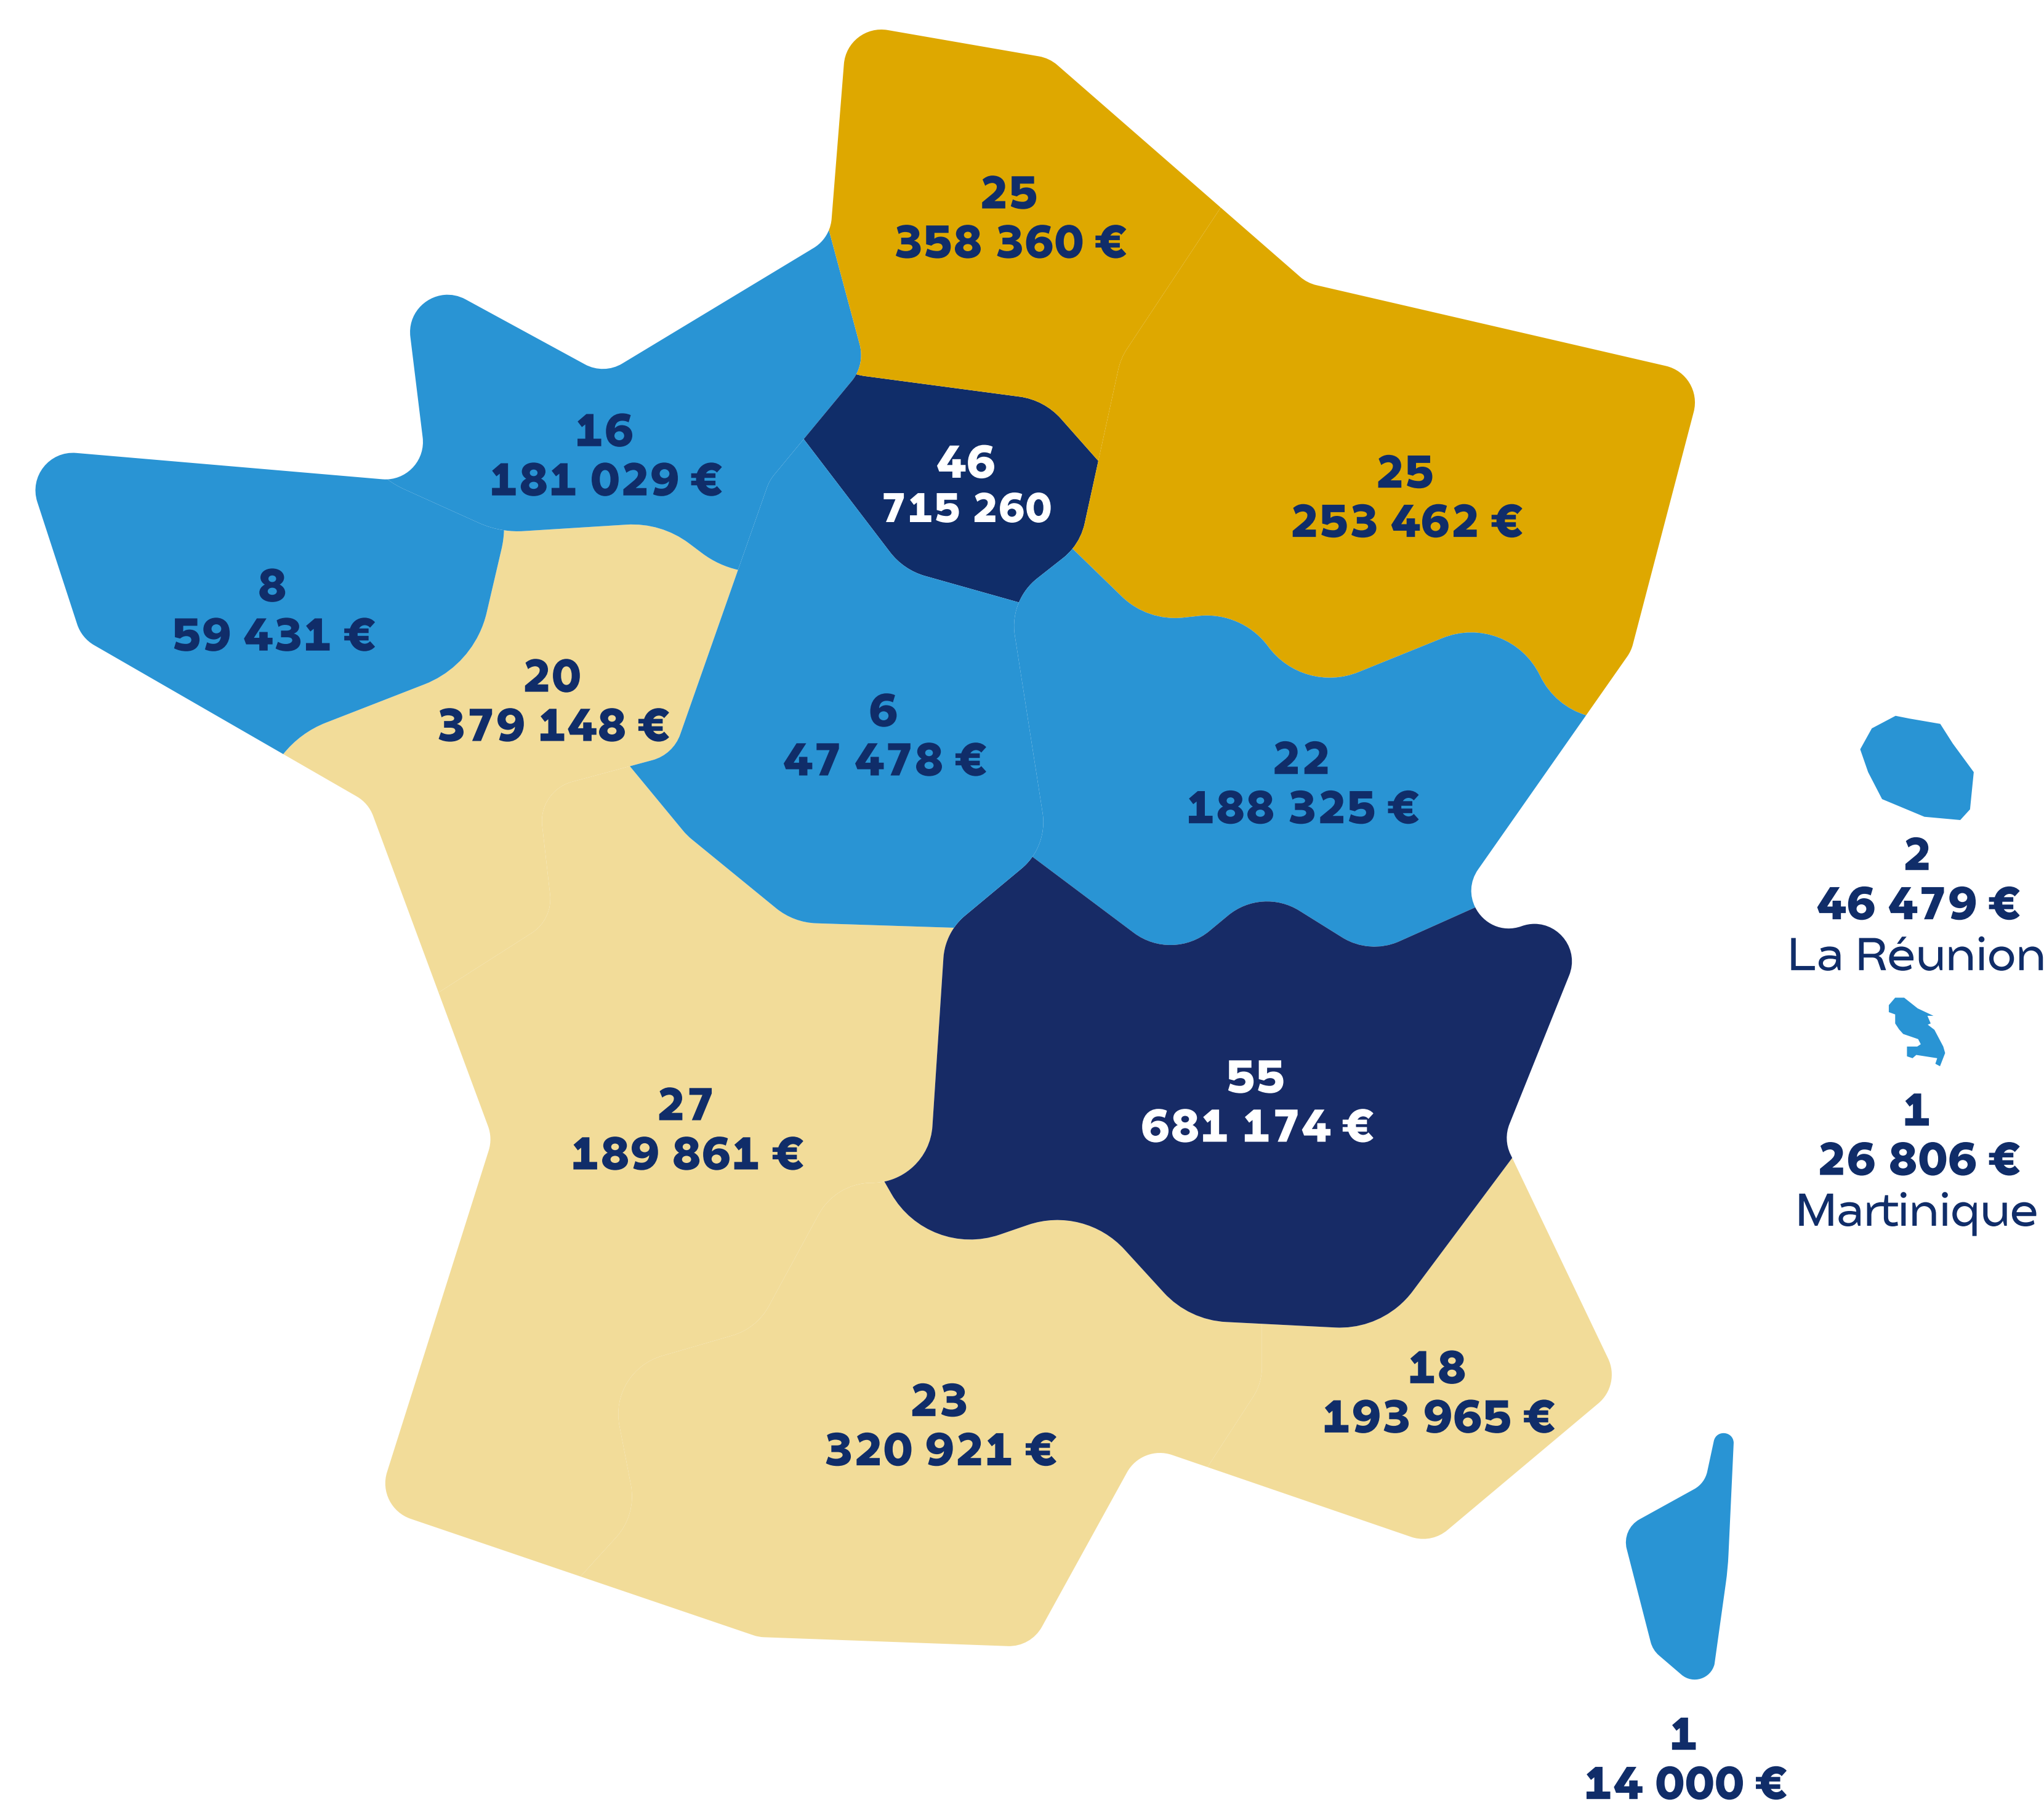 25
358 360 €
16
181 029 €
46
715 260
25
253 462 €
8
59 431 €
20
379 148 €
6
47 478 €
22
188 325 €
2
46 479 €
La Réunion
1
26 806 €
Martinique
55
681 174 €
27
189 861 €
18
193 965 €
23
320 921 €
1
14 000 €